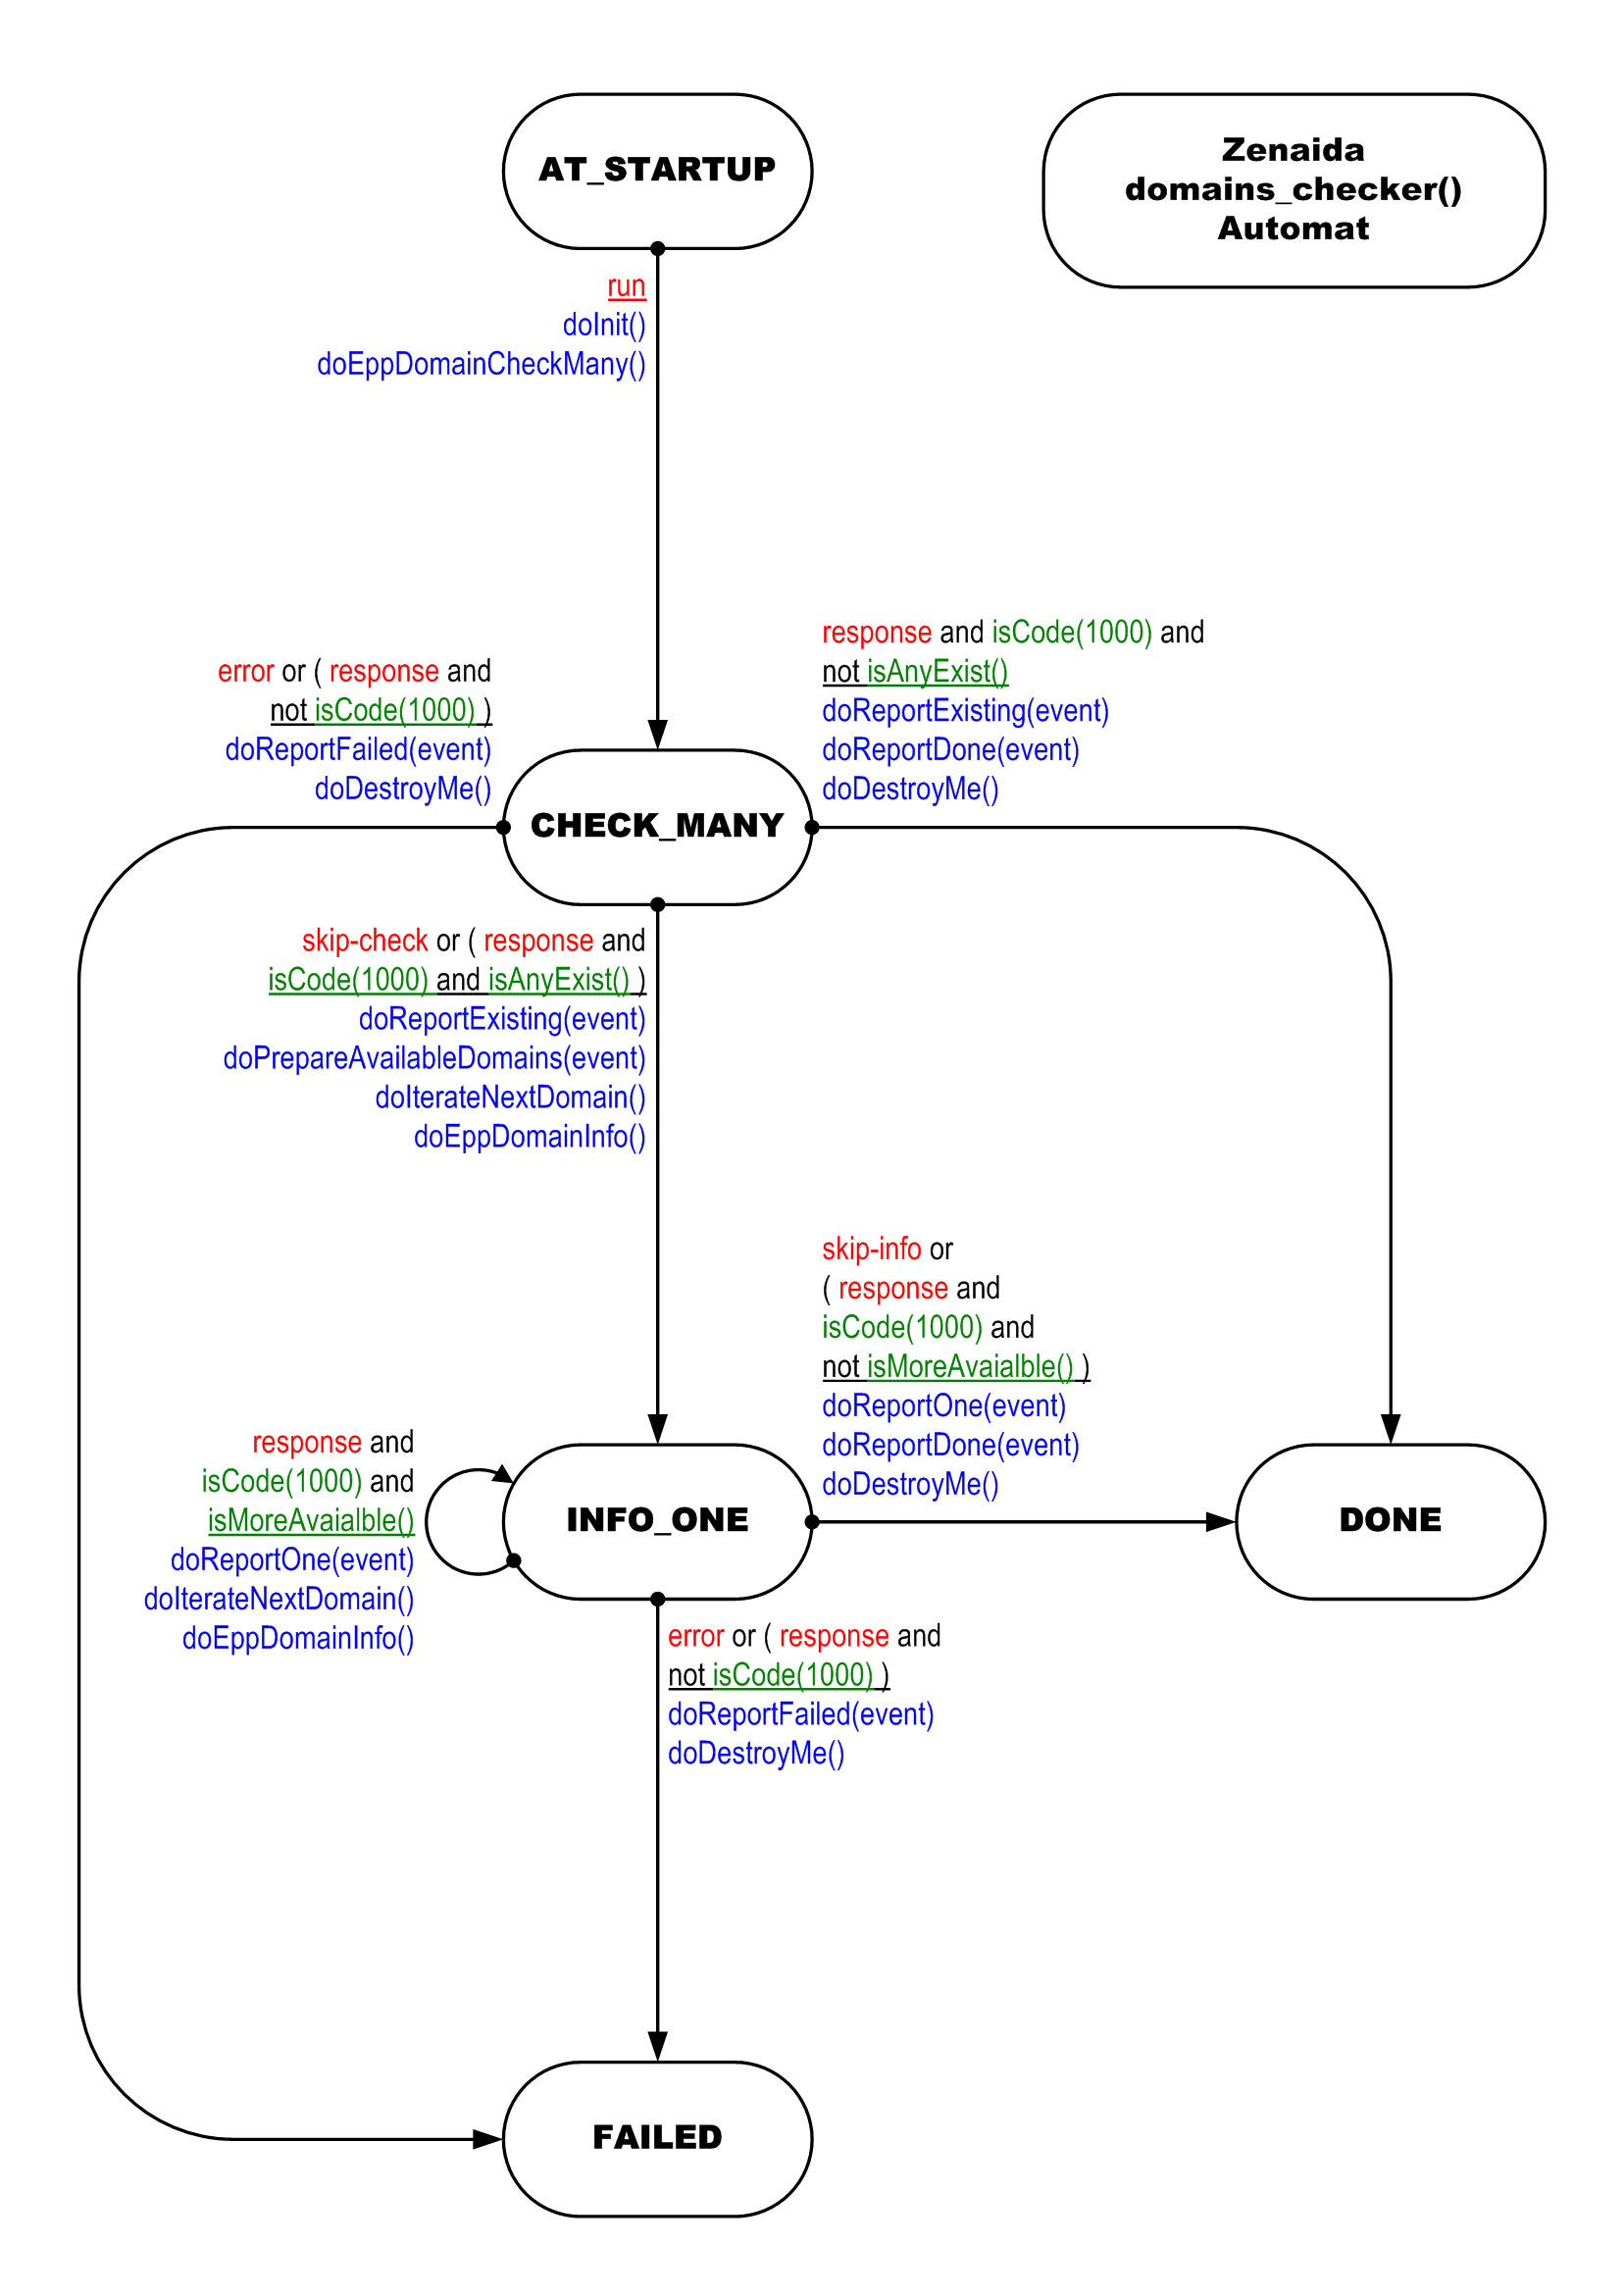 AT_STARTUP
Zenaida
domains_checker()
Automat
run
doInit()
doEppDomainCheckMany()
error or ( response and
not isCode(1000) )
doReportFailed(event)
doDestroyMe()
response and isCode(1000) and
not isAnyExist()
doReportExisting(event)
doReportDone(event)
doDestroyMe()
CHECK_MANY
skip-check or ( response and
isCode(1000) and isAnyExist() )
doReportExisting(event)
doPrepareAvailableDomains(event)
doIterateNextDomain()
doEppDomainInfo()
skip-info or
( response and
isCode(1000) and
not isMoreAvaialble() )
doReportOne(event)
doReportDone(event)
doDestroyMe()
response and
isCode(1000) and
isMoreAvaialble()
doReportOne(event)
doIterateNextDomain()
doEppDomainInfo()
INFO_ONE
DONE
error or ( response and
not isCode(1000) )
doReportFailed(event)
doDestroyMe()
FAILED